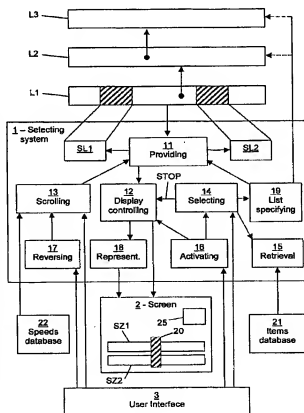 L3
L2
L1
1 – Selecting system
SL1
11
Providing
SL2
STOP
13
Scrolling
12
Display controlling
14
Selecting
19
List specifying
17
Reversing
18
Represent.
16
Activating
15
Retrieval
2 - Screen
25
20
SZ1
SZ2
22
Speeds database
21
Items database
3
User Interface